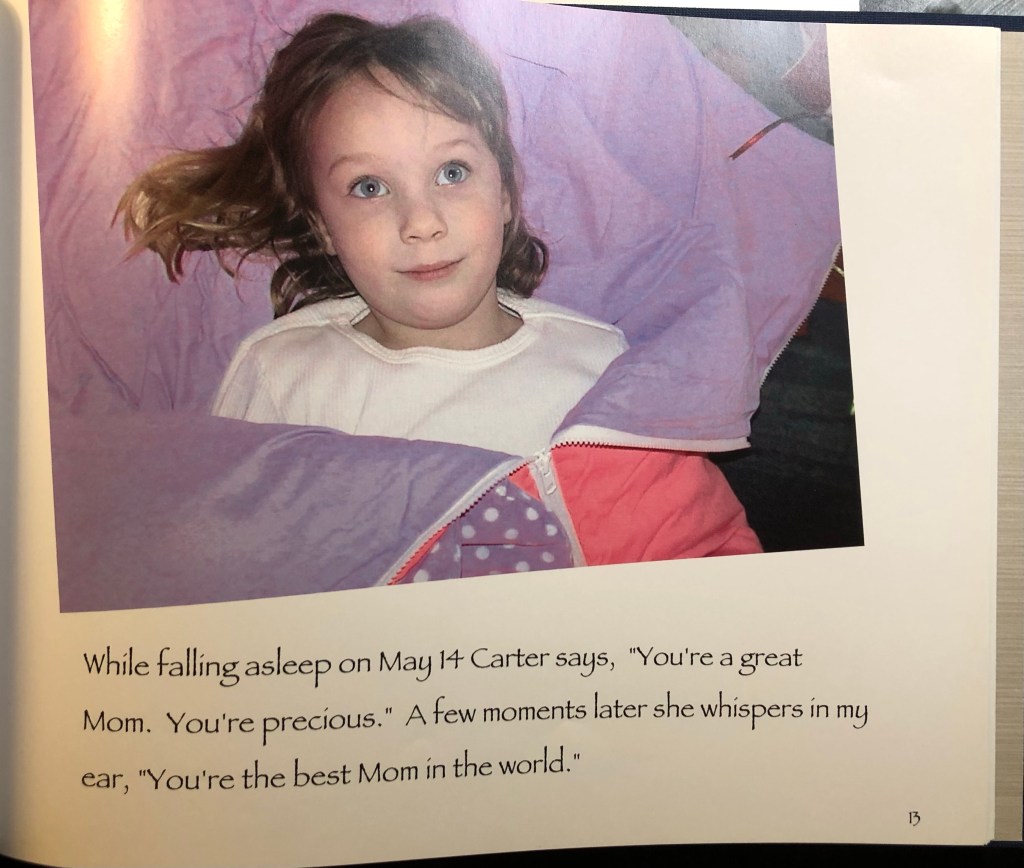 While falling asleep on May 14 Carter says, "You're a great
Mom. You're precious." A few moments later she whispers in my
ear, "You're the best Mom in the world."
13